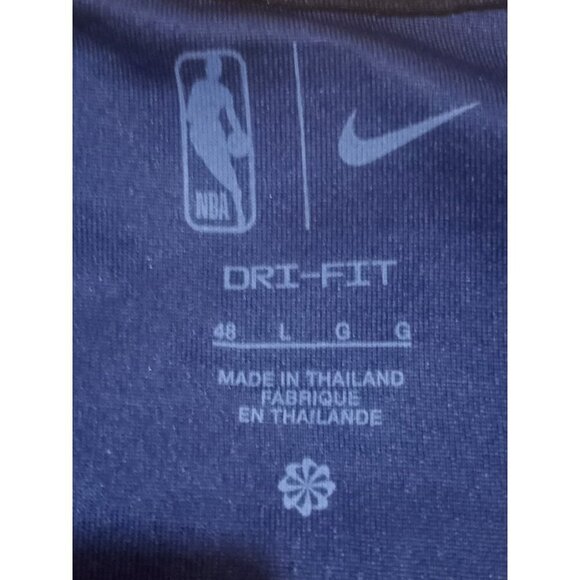 NBA
DRI-FIT
48 L G G
MADE IN THAILAND
FABRIQUE
EN THAILANDE